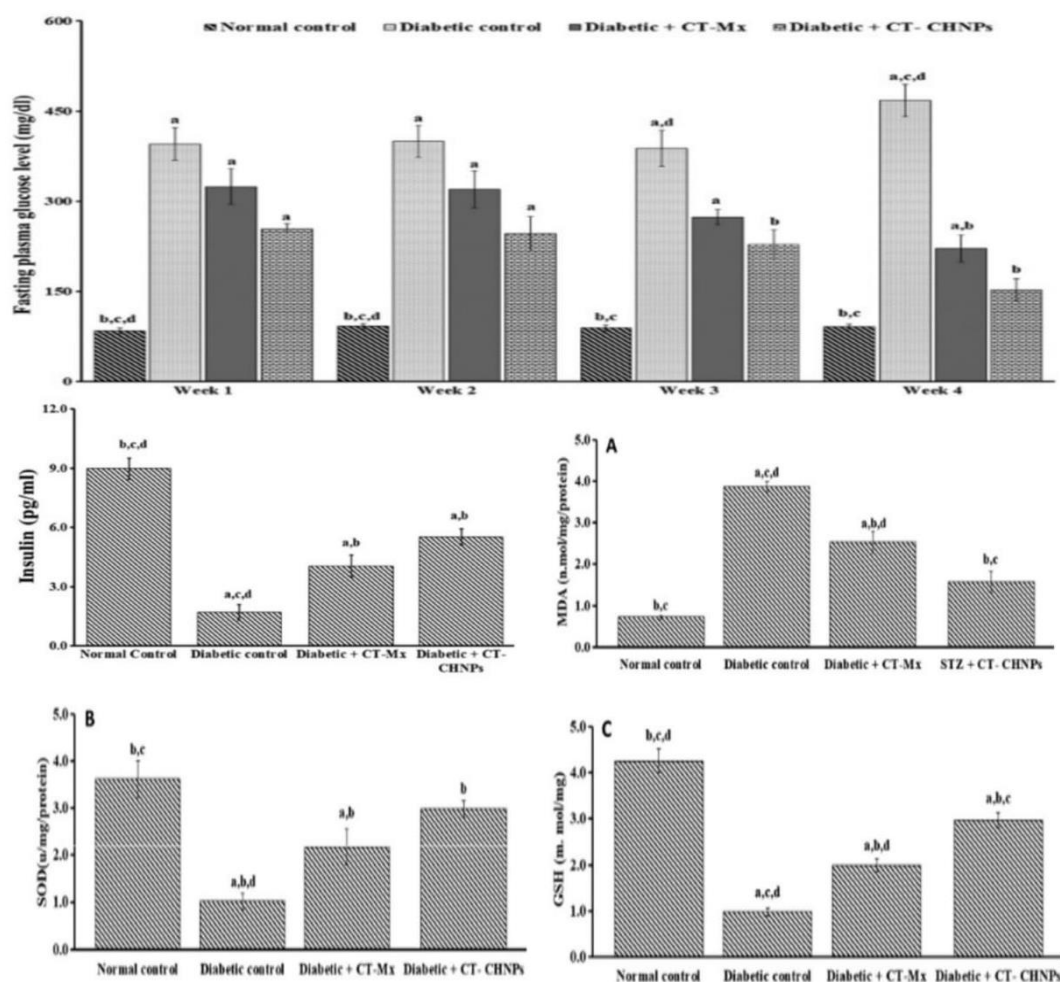 600
Normal control Diabetic control Diabetic + CT-Mx Diabetic + CT- CHNPs
a,c,d
a a a,d
450
a a
300
a a a b a,b
b
150
b,c,d b,c,d b,c b,c
0
Week 1 Week 2 Week 3 Week 4
Fasting plasma glucose level (mg/dl)
12.0
b,c,d
9.0
a,b
6.0
a,b
3.0
a,c,d
0.0
Insulin (pg/ml)
Normal Control Diabetic control Diabetic + CT-Mx Diabetic + CT-
CHNPs
A
5.0
a,c,d
4.0
a,b,d
3.0
b,c
2.0
b,c
1.0
0.0
MDA (n.mol/mg/protein)
Normal control Diabetic control Diabetic + CT-Mx STZ + CT- CHNPs
B
5.0
b,c
4.0
b
3.0
a,b
2.0
a,b,d
1.0
0.0
SOD(u/mg/protein)
Normal control Diabetic control Diabetic + CT-Mx Diabetic + CT- CHNPs
C
5.0
b,c,d
4.0
a,b,c
3.0
a,b,d
2.0
a,c,d
1.0
0.0
GSH (m. mol/mg)
Normal control Diabetic control Diabetic + CT-Mx Diabetic + CT- CHNPs